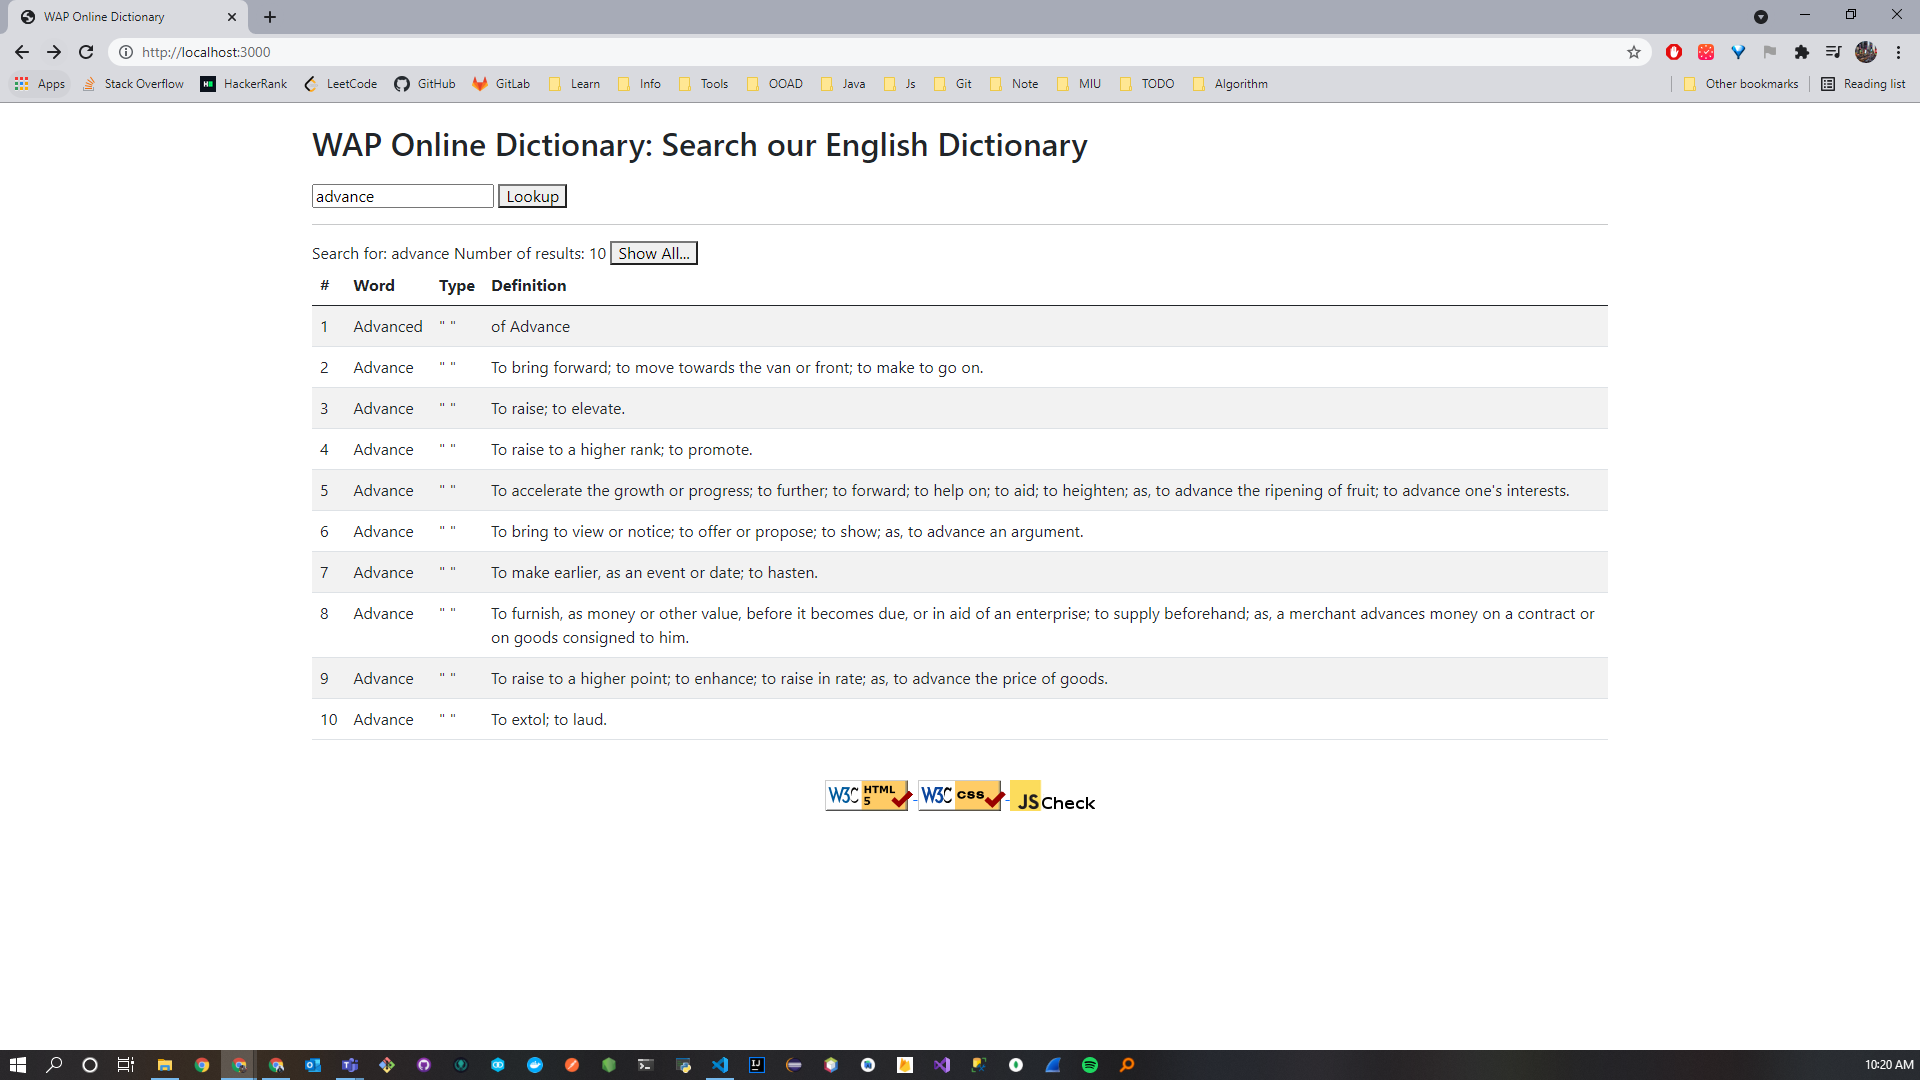 WAP Online Dictionary
http://localhost:3000
Apps Stack Overflow HackerRank LeetCode GitHub GitLab Learn Info Tools OOAD Java Js Git Note MIU TODO Algorithm Other bookmarks Reading list
WAP Online Dictionary: Search our English Dictionary
advance Lookup
Search for: advance Number of results: 10 Show All...
# Word Type Definition
1 Advanced " " of Advance
2 Advance " " To bring forward; to move towards the van or front; to make to go on.
3 Advance " " To raise; to elevate.
4 Advance " " To raise to a higher rank; to promote.
5 Advance " " To accelerate the growth or progress; to further; to forward; to help on; to aid; to heighten; as, to advance the ripening of fruit; to advance one's interests.
6 Advance " " To bring to view or notice; to offer or propose; to show; as, to advance an argument.
7 Advance " " To make earlier, as an event or date; to hasten.
8 Advance " " To furnish, as money or other value, before it becomes due, or in aid of an enterprise; to supply beforehand; as, a merchant advances money on a contract or
on goods consigned to him.
9 Advance " " To raise to a higher point; to enhance; to raise in rate; as, to advance the price of goods.
10 Advance " " To extol; to laud.
W3C HTML 5 W3C CSS JS Check
10:20 AM